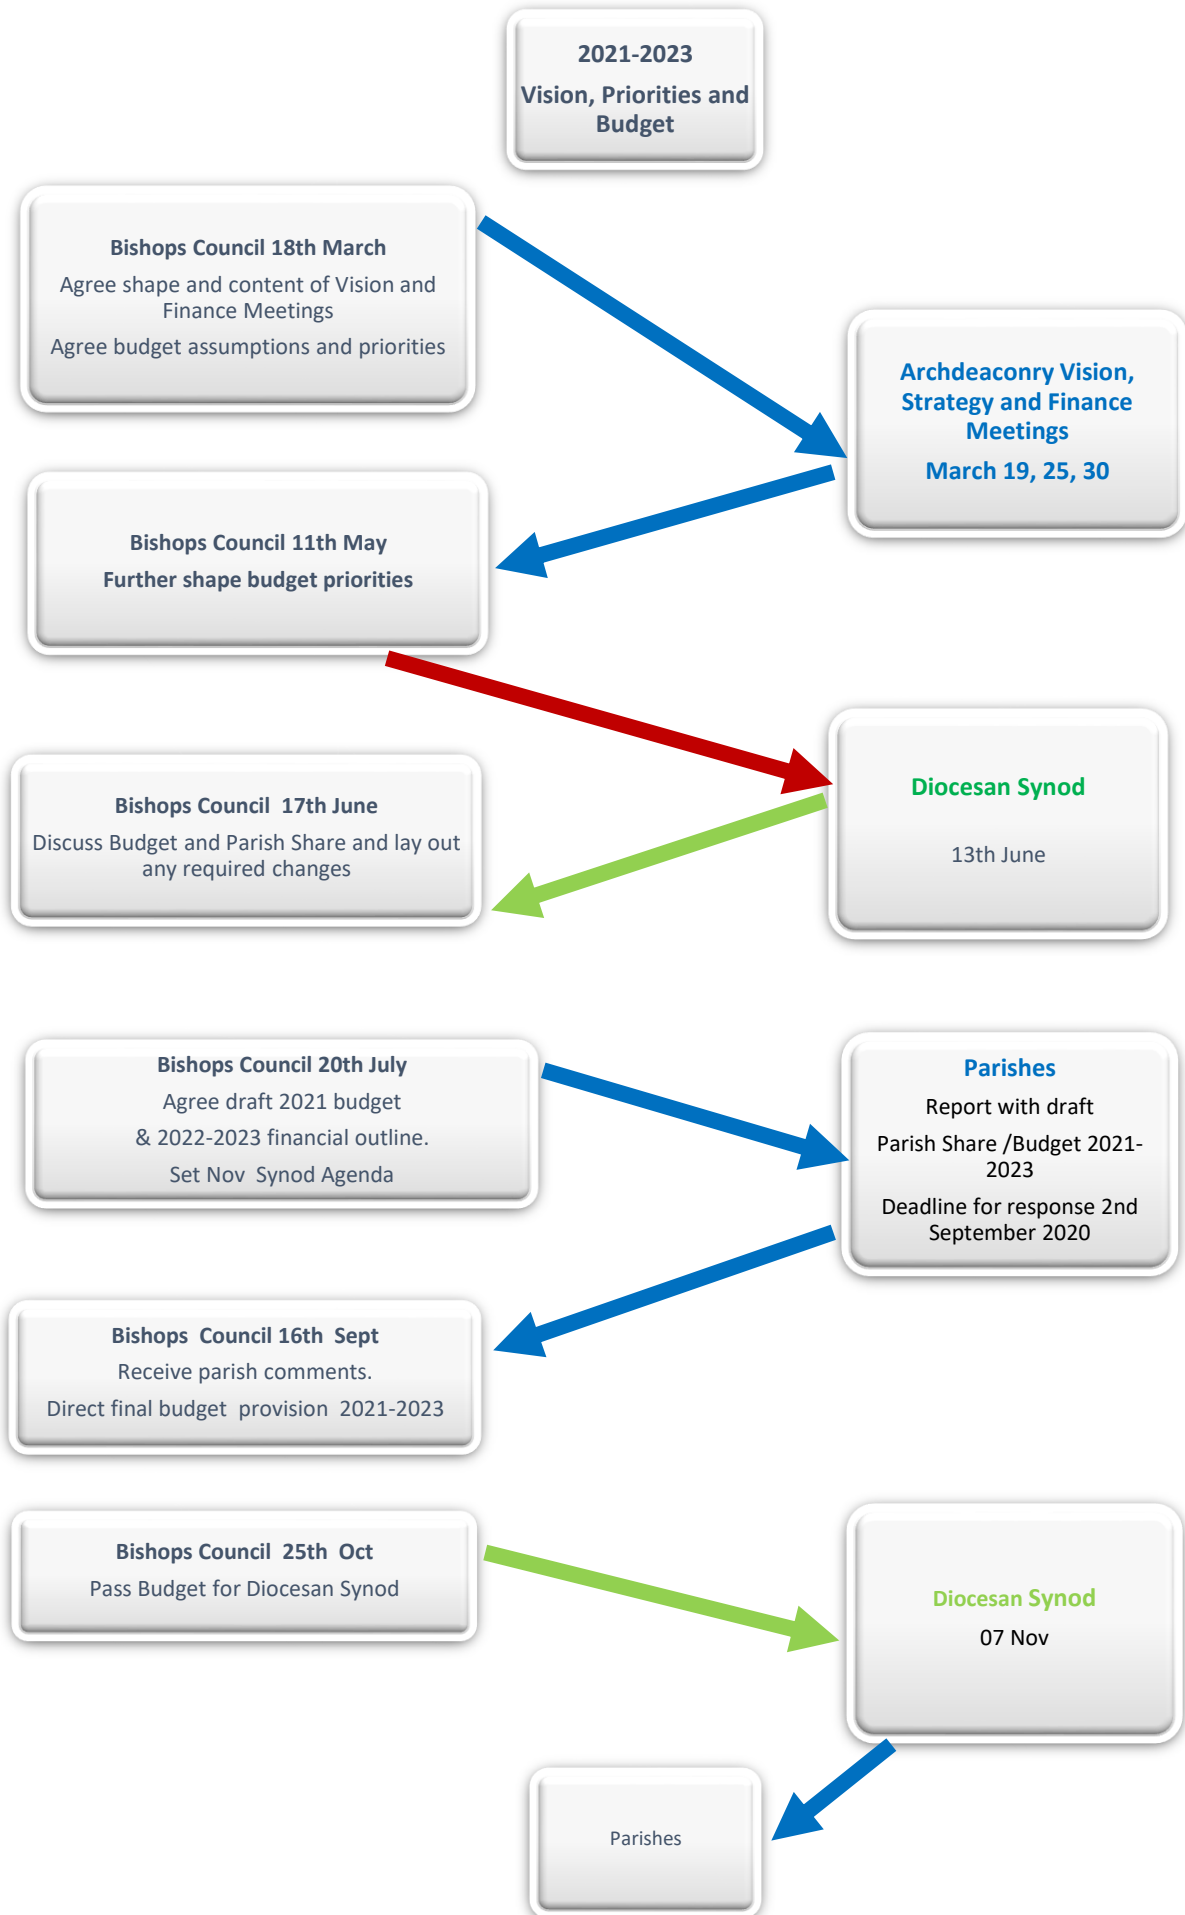 2021-2023
Vision, Priorities and
Budget
Bishops Council 18th March
Agree shape and content of Vision and
Finance Meetings
Agree budget assumptions and priorities
Archdeaconry Vision,
Strategy and Finance
Meetings
March 19, 25, 30
Bishops Council 11th May
Further shape budget priorities
Diocesan Synod
13th June
Bishops Council 17th June
Discuss Budget and Parish Share and lay out
any required changes
Bishops Council 20th July
Agree draft 2021 budget
& 2022-2023 financial outline.
Set Nov Synod Agenda
Parishes
Report with draft
Parish Share /Budget 2021-
2023
Deadline for response 2nd
September 2020
Bishops Council 16th Sept
Receive parish comments.
Direct final budget provision 2021-2023
Bishops Council 25th Oct
Pass Budget for Diocesan Synod
Diocesan Synod
07 Nov
Parishes